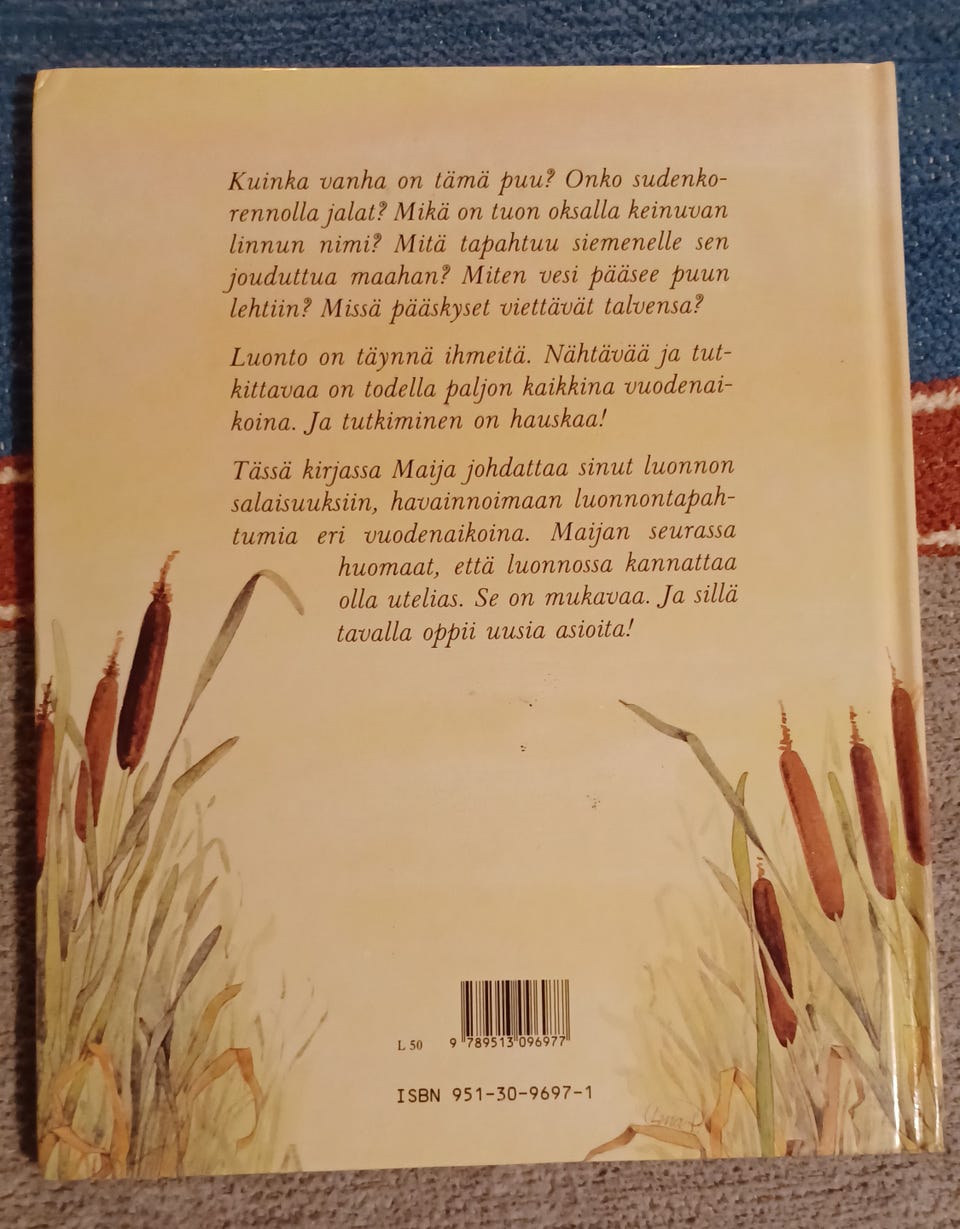 Kuinka vanha on tämä puu? Onko sudenko-
rennolla jalat? Mikä on tuon oksalla keinuvan
linnun nimi? Mitä tapahtuu siemenelle sen
jouduttua maahan? Miten vesi pääsee puun
lehtiin? Missä pääskyset viettävät talvensa?
Luonto on täynnä ihmeitä. Nähtävää ja tut-
kittavaa on todella paljon kaikkina vuodenai-
koina. Ja tutkiminen on hauskaa!
Tässä kirjassa Maija johdattaa sinut luonnon
salaisuuksiin, havainnoimaan luonnontapah-
tumia eri vuodenaikoina. Maijan seurassa
huomaat, että luonnossa kannattaa
olla utelias. Se on mukavaa. Ja sillä
tavalla oppii uusia asioita!
L 50
9 789513 096977
ISBN 951-30-9697-1